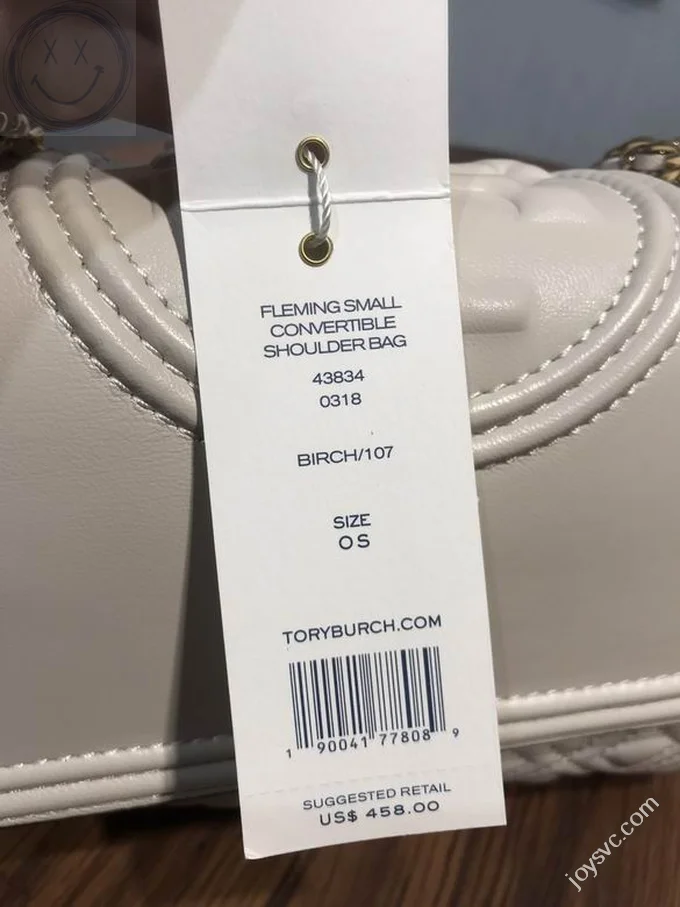 FLEMING SMALL
CONVERTIBLE
SHOULDER BAG
43834
0318
BIRCH/107
SIZE
OS
TORYBURCH.COM
1 90041 77808 9
SUGGESTED RETAIL
US$ 458.00
joysvc.com